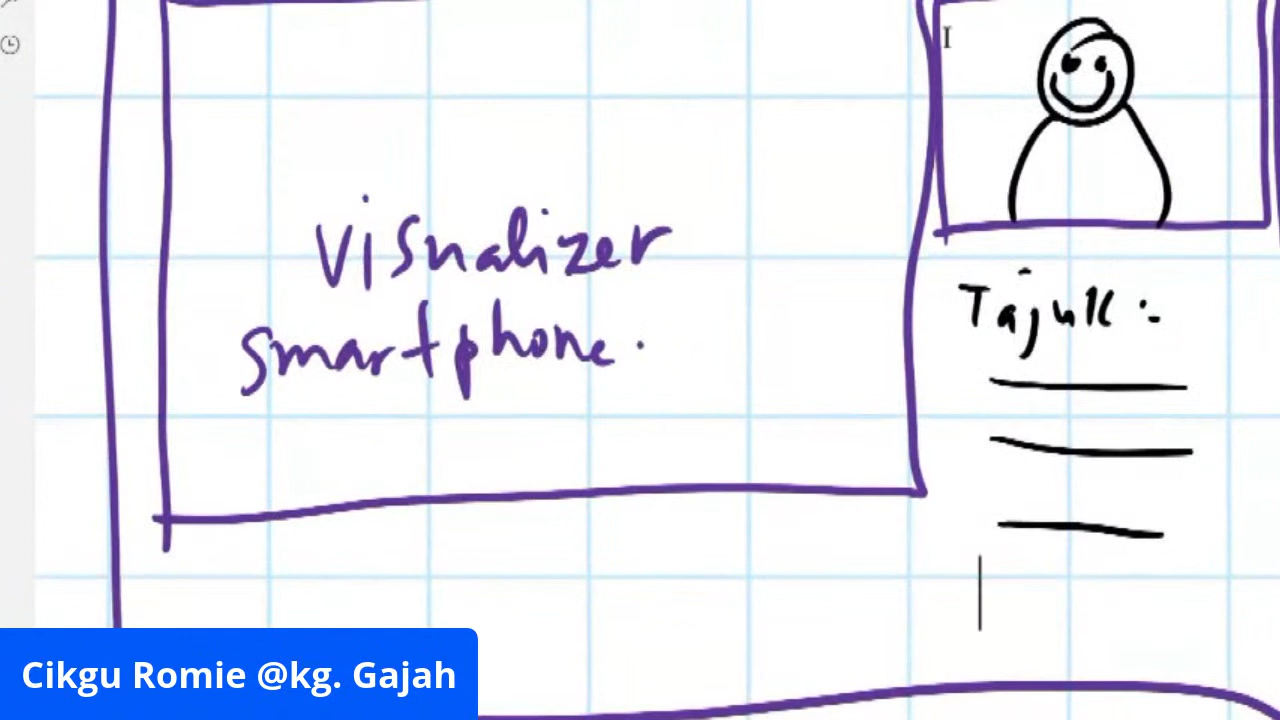 visualizer
smartphone.
Tajuk :-
Cikgu Romie @kg. Gajah